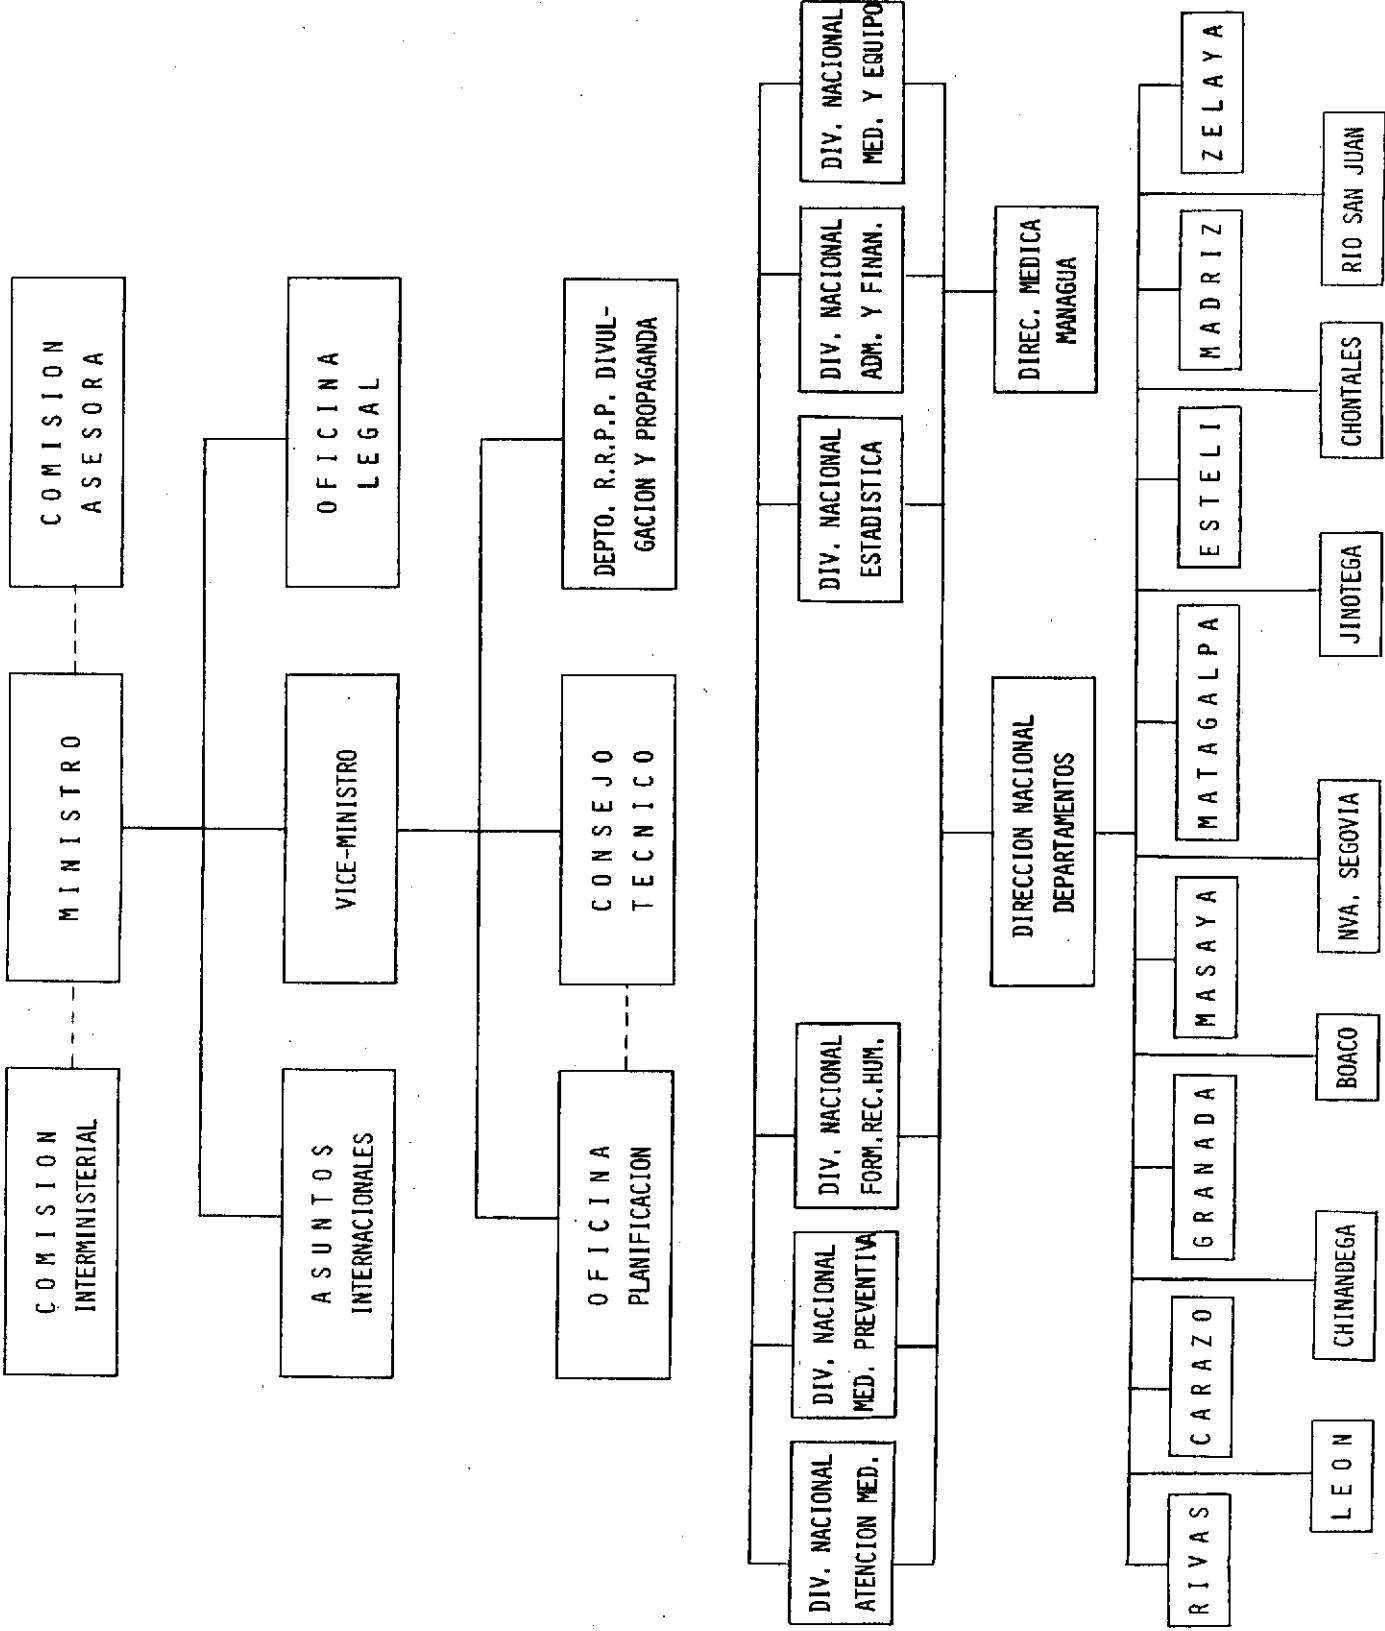 C O M I S I O N
INTERMINISTERIAL
M I N I S T R O
C O M I S I O N
A S E S O R A
A S U N T O S
INTERNACIONALES
VICE-MINISTRO
O F I C I N A
L E G A L
O F I C I N A
PLANIFICACION
C O N S E J O
T E C N I C O
DEPTO. R.R.P.P. DIVUL-
GACION Y PROPAGANDA
DIV. NACIONAL
ATENCION MED.
DIV. NACIONAL
MED. PREVENTIVA
DIV. NACIONAL
FORM.REC.HUM.
DIV. NACIONAL
ESTADISTICA
DIV. NACIONAL
ADM. Y FINAN.
DIV. NACIONAL
MED. Y EQUIPO
DIRECCION NACIONAL
DEPARTAMENTOS
DIREC. MEDICA
MANAGUA
R I V A S
C A R A Z O
G R A N A D A
M A S A Y A
M A T A G A L P A
E S T E L I
M A D R I Z
Z E L A Y A
L E O N
CHINANDEGA
BOACO
NVA. SEGOVIA
JINOTEGA
CHONTALES
RIO SAN JUAN